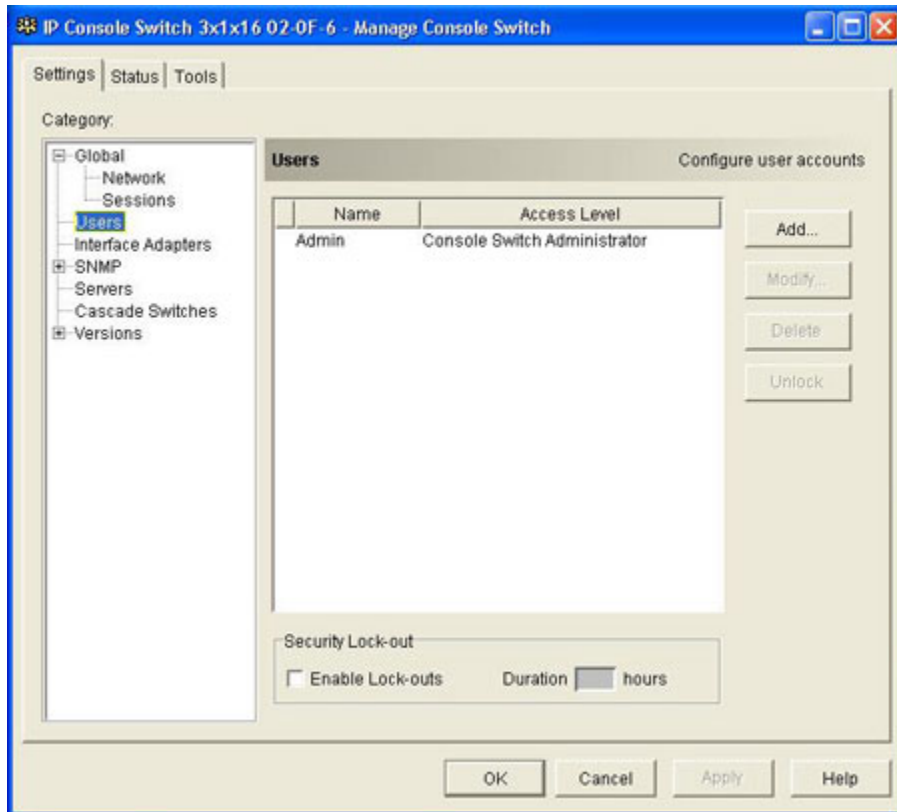 IP Console Switch 3x1x16 02-0F-6 - Manage Console Switch
Settings Status Tools
Category:
Global
Network
Sessions
Users
Interface Adapters
SNMP
Servers
Cascade Switches
Versions
Users Configure user accounts
Name Access Level
Admin Console Switch Administrator
Add...
Modify...
Delete
Unlock
Security Lock-out
Enable Lock-outs Duration hours
OK Cancel Apply Help